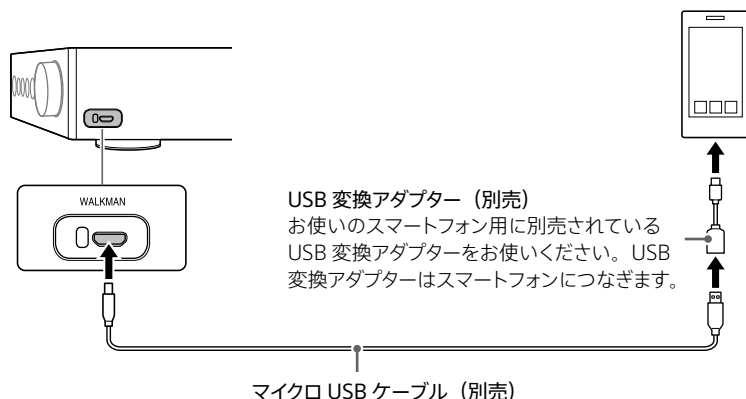 WALKMAN
USB 変換アダプター（別売）
お使いのスマートフォン用に別売されている
USB 変換アダプターをお使いください。USB
変換アダプターはスマートフォンにつなぎます。
マイクロ USB ケーブル（別売）